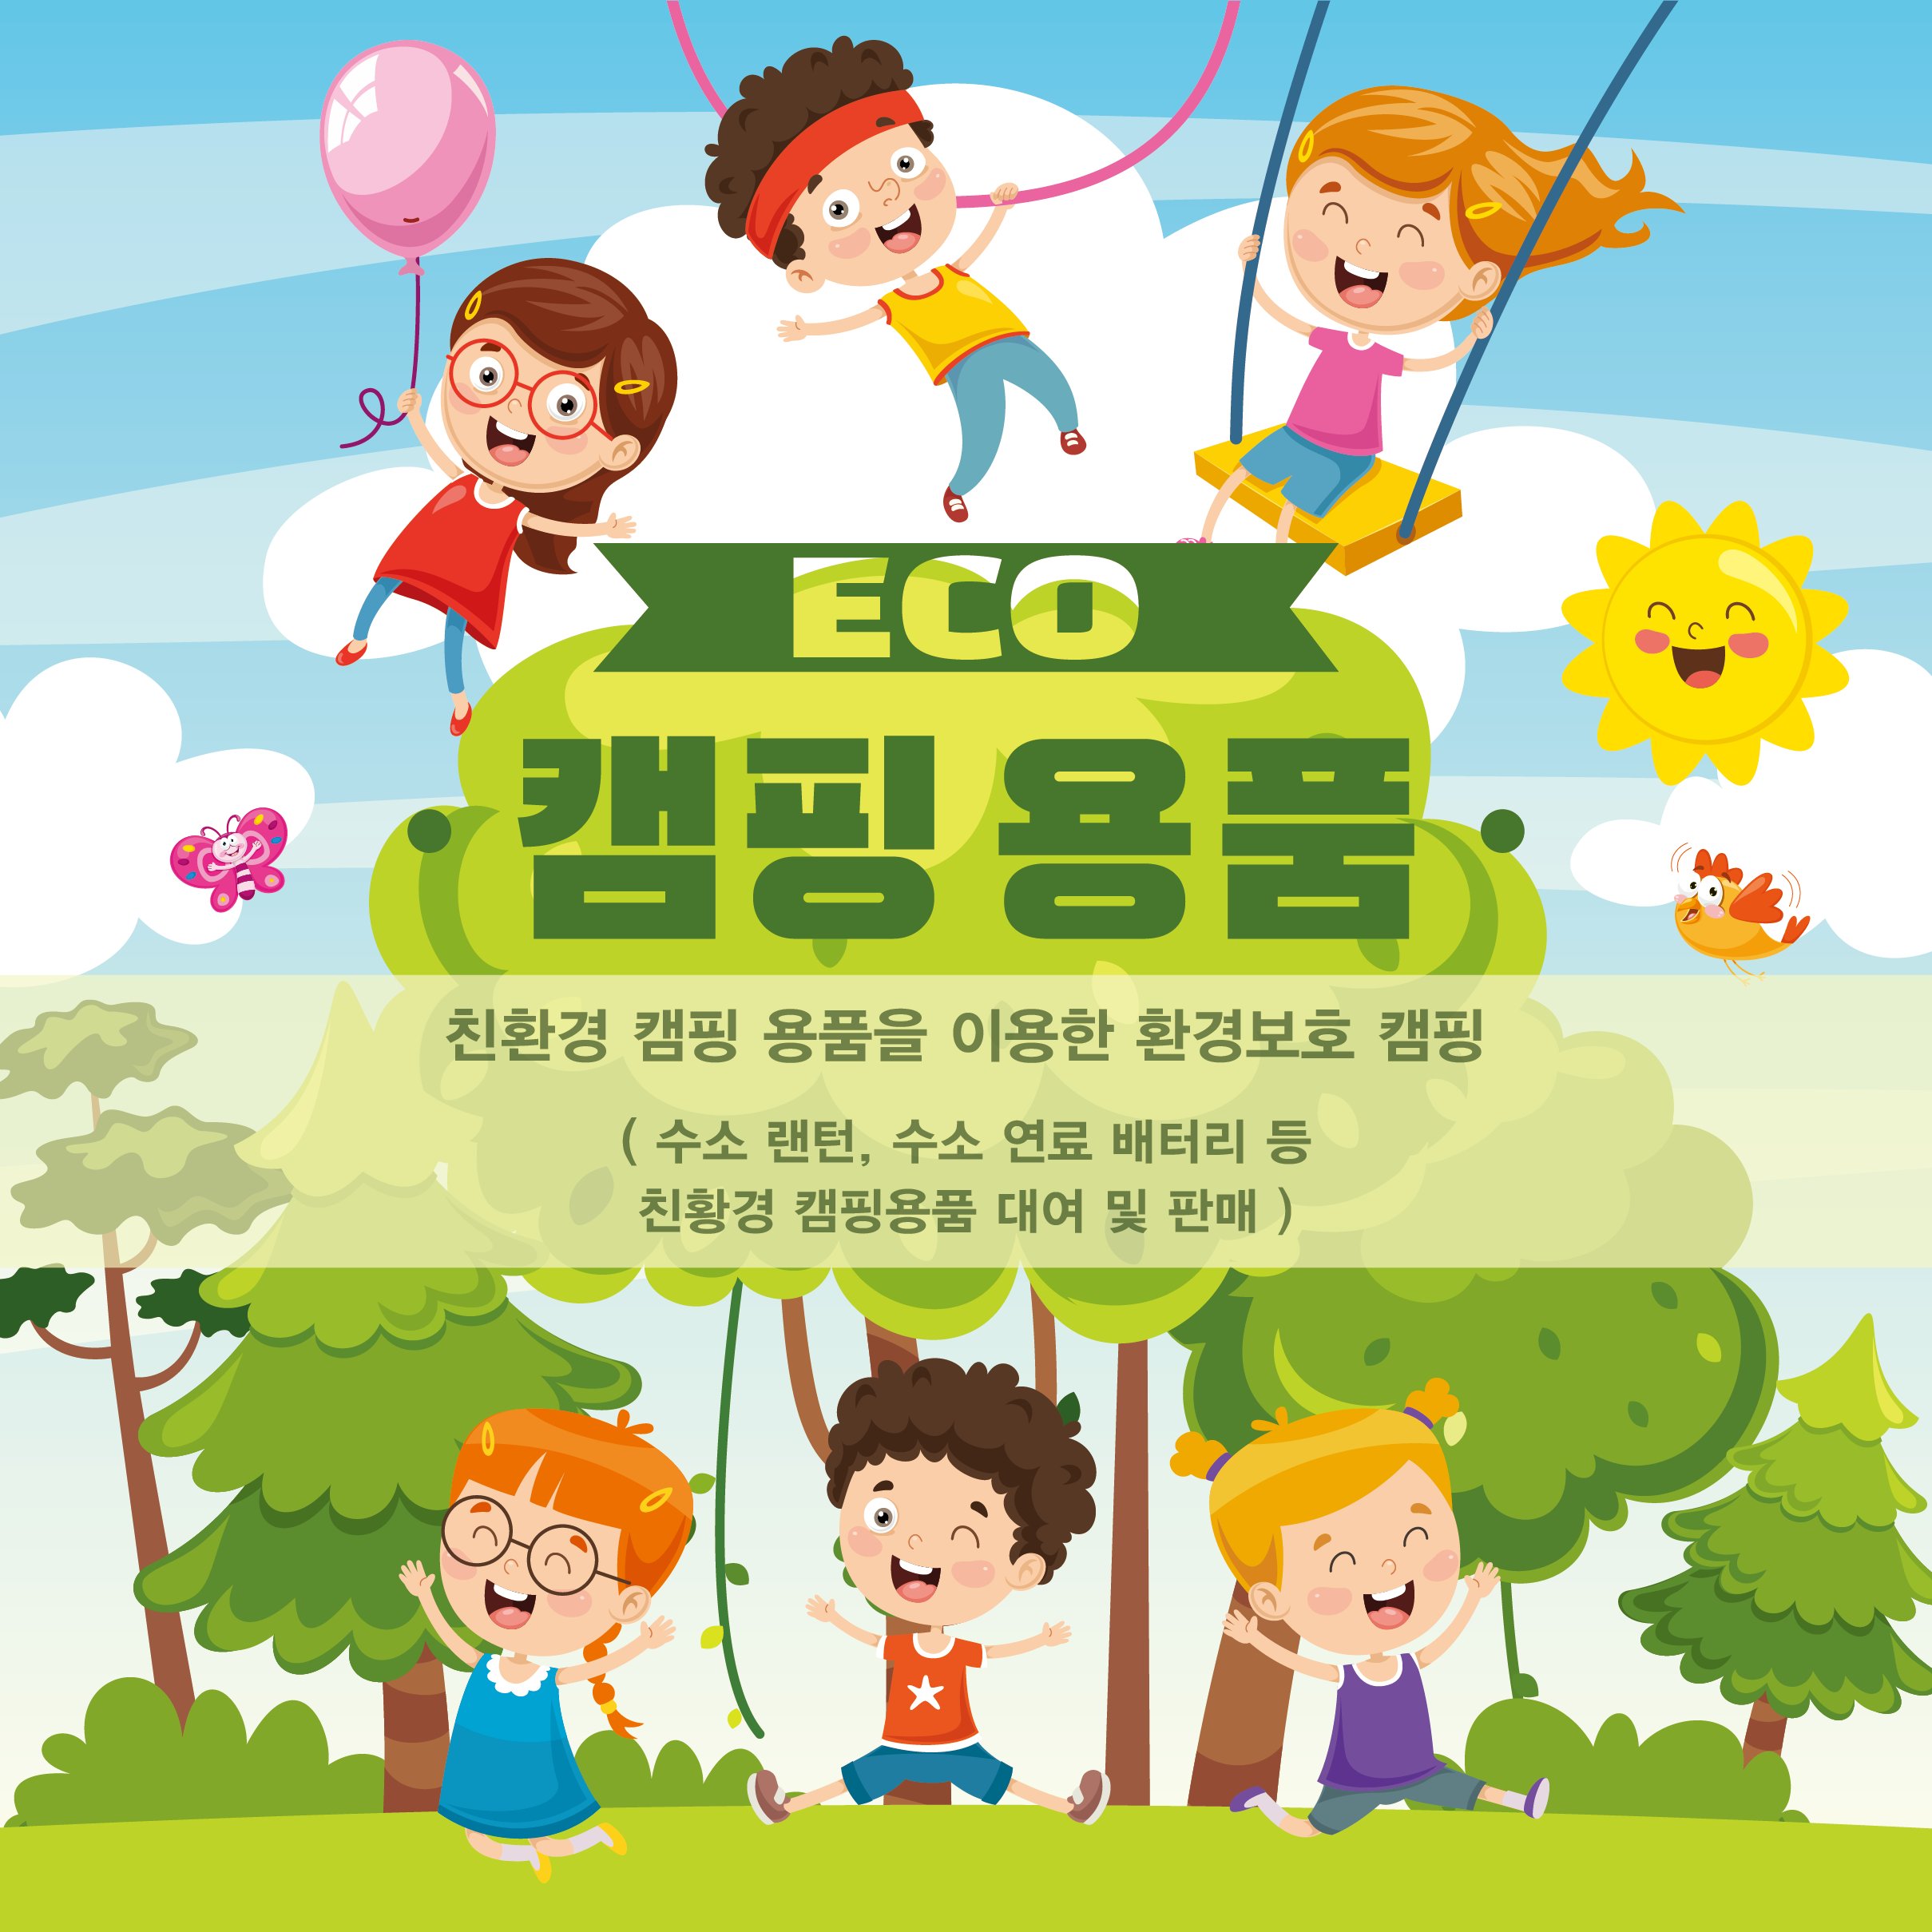 ECO
캠핑용품
친환경 캠핑 용품을 이용한 환경보호 캠핑
( 수소 랜턴, 수소 연료 배터리 등
친황경 캠핑용품 대여 및 판매 )